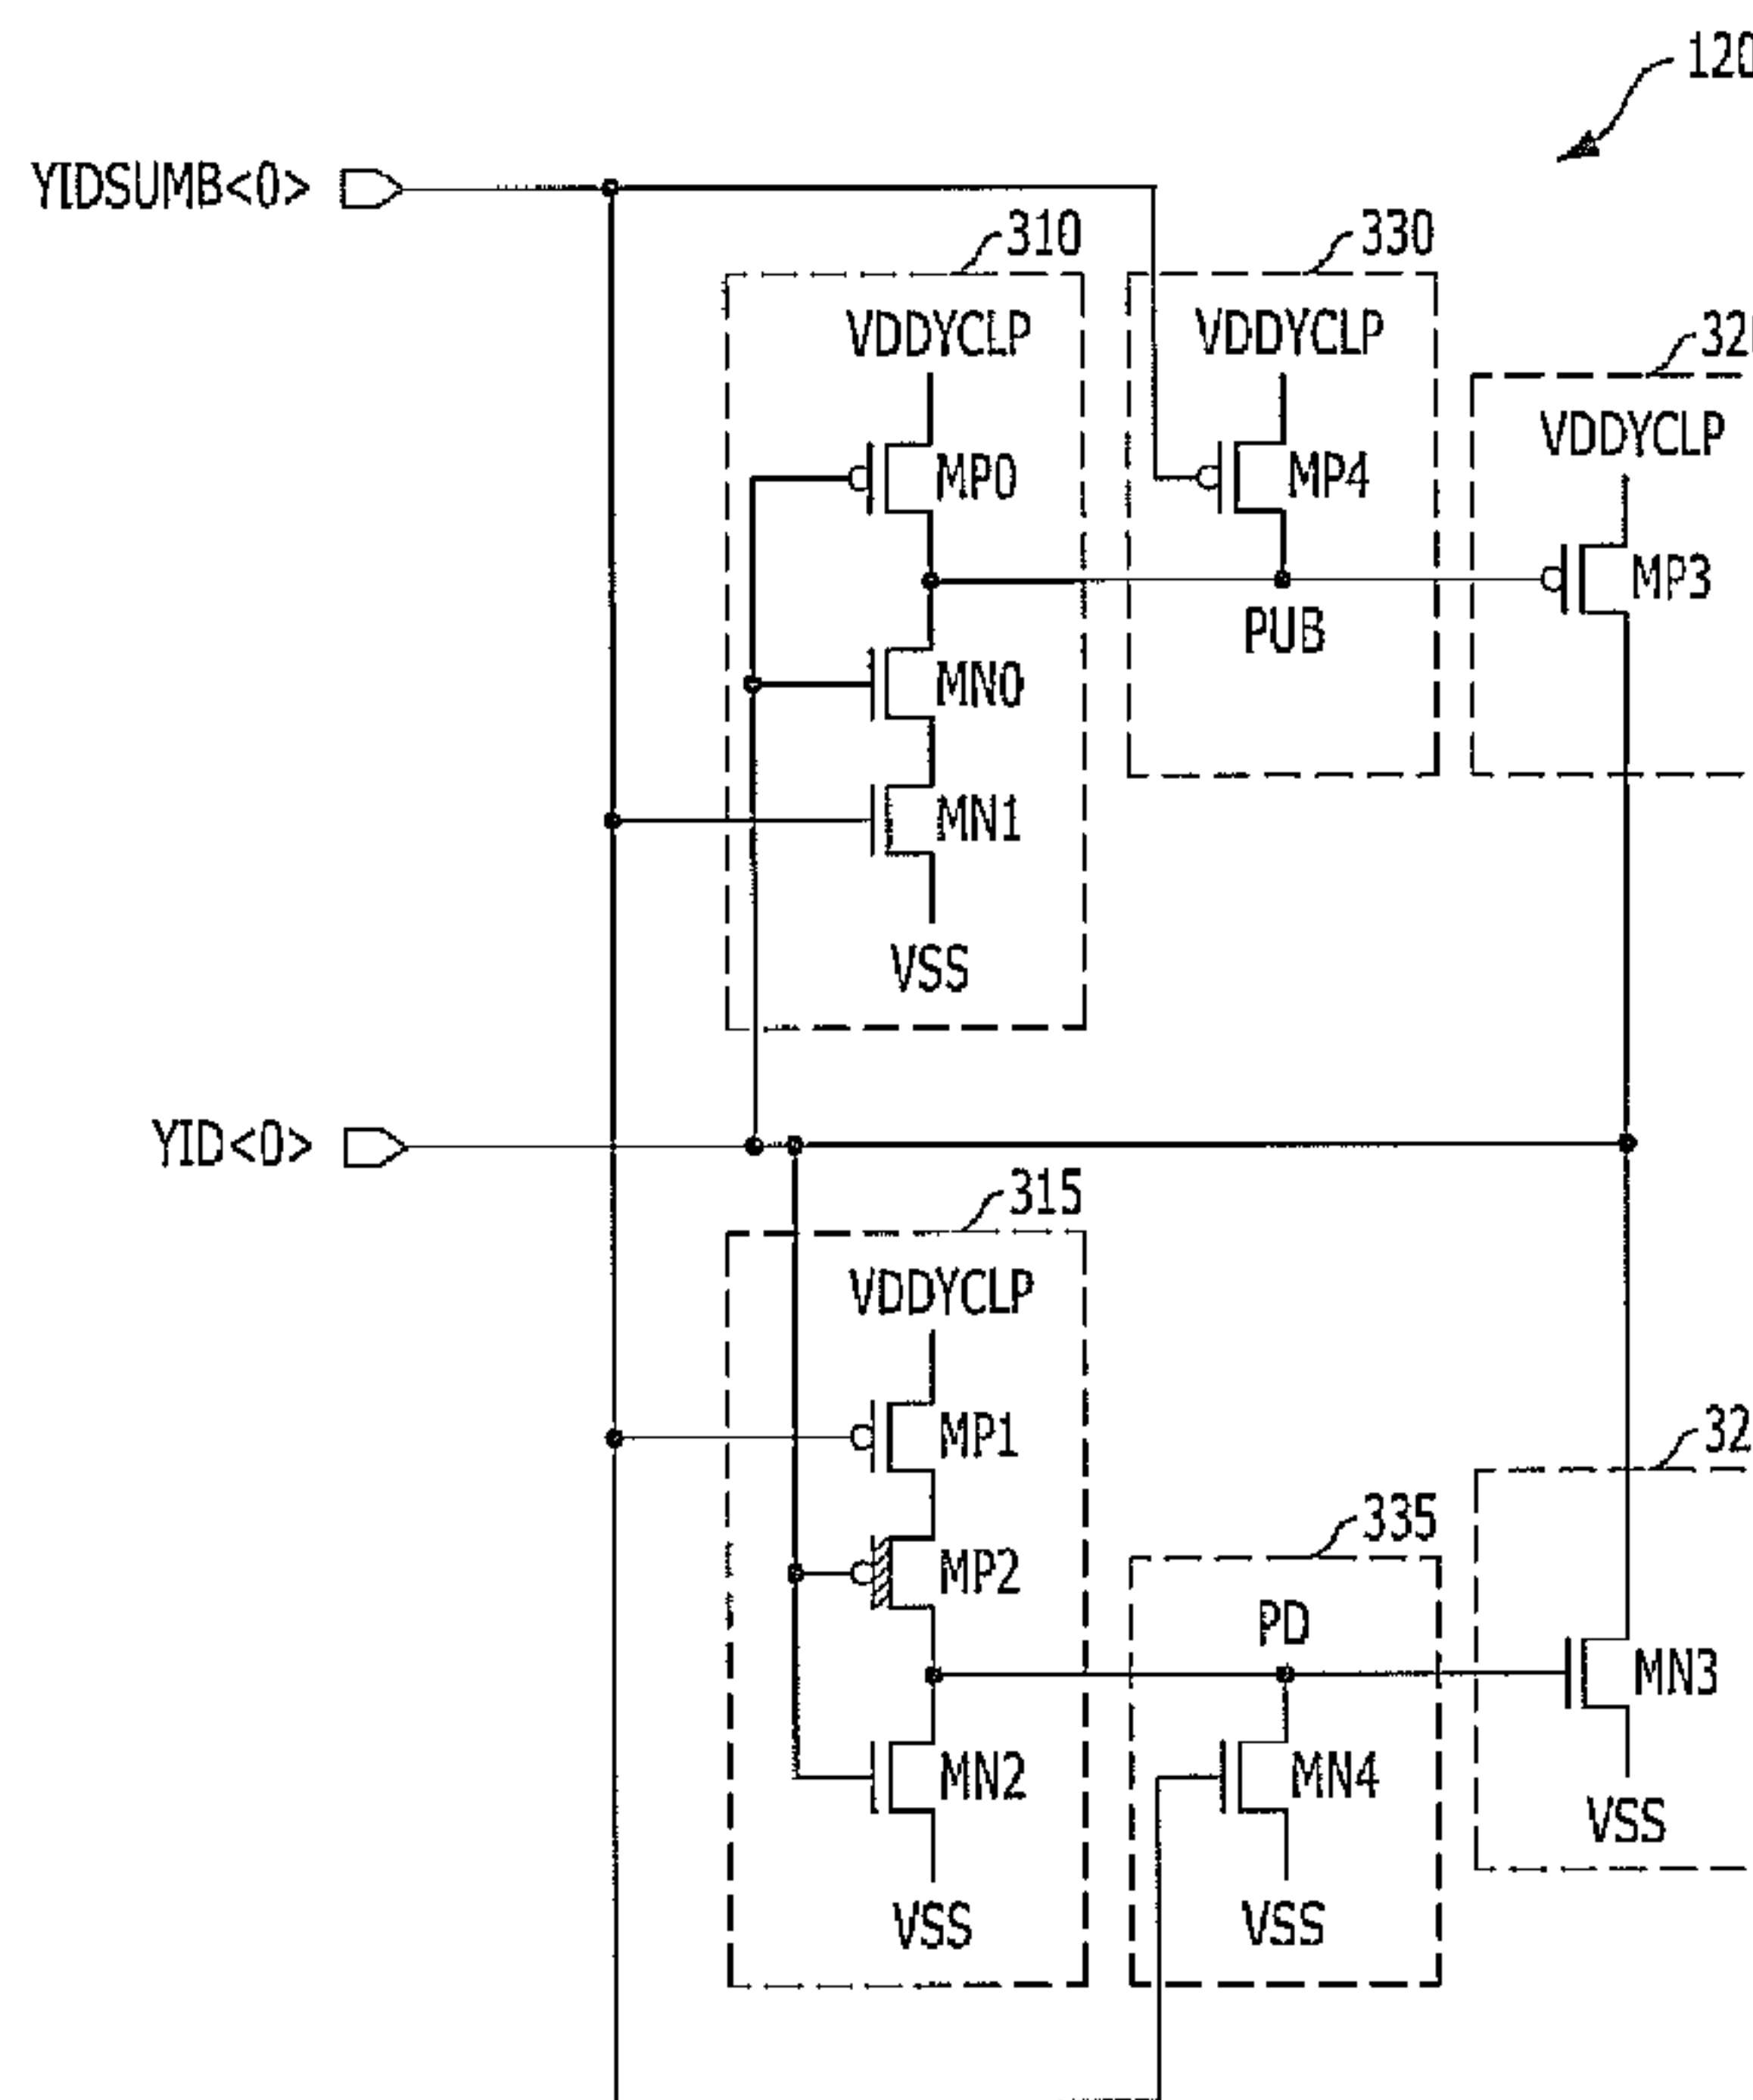 120
YIDSUMB<0>
310
330
VDDYCLP
VDDYCLP
VDDYCLP
MP0
MP4
MP3
PUB
MN0
MN1
VSS
YID<0>
315
VDDYCLP
MP1
335
MP2
PD
MN3
MN2
MN4
VSS
VSS
VSS